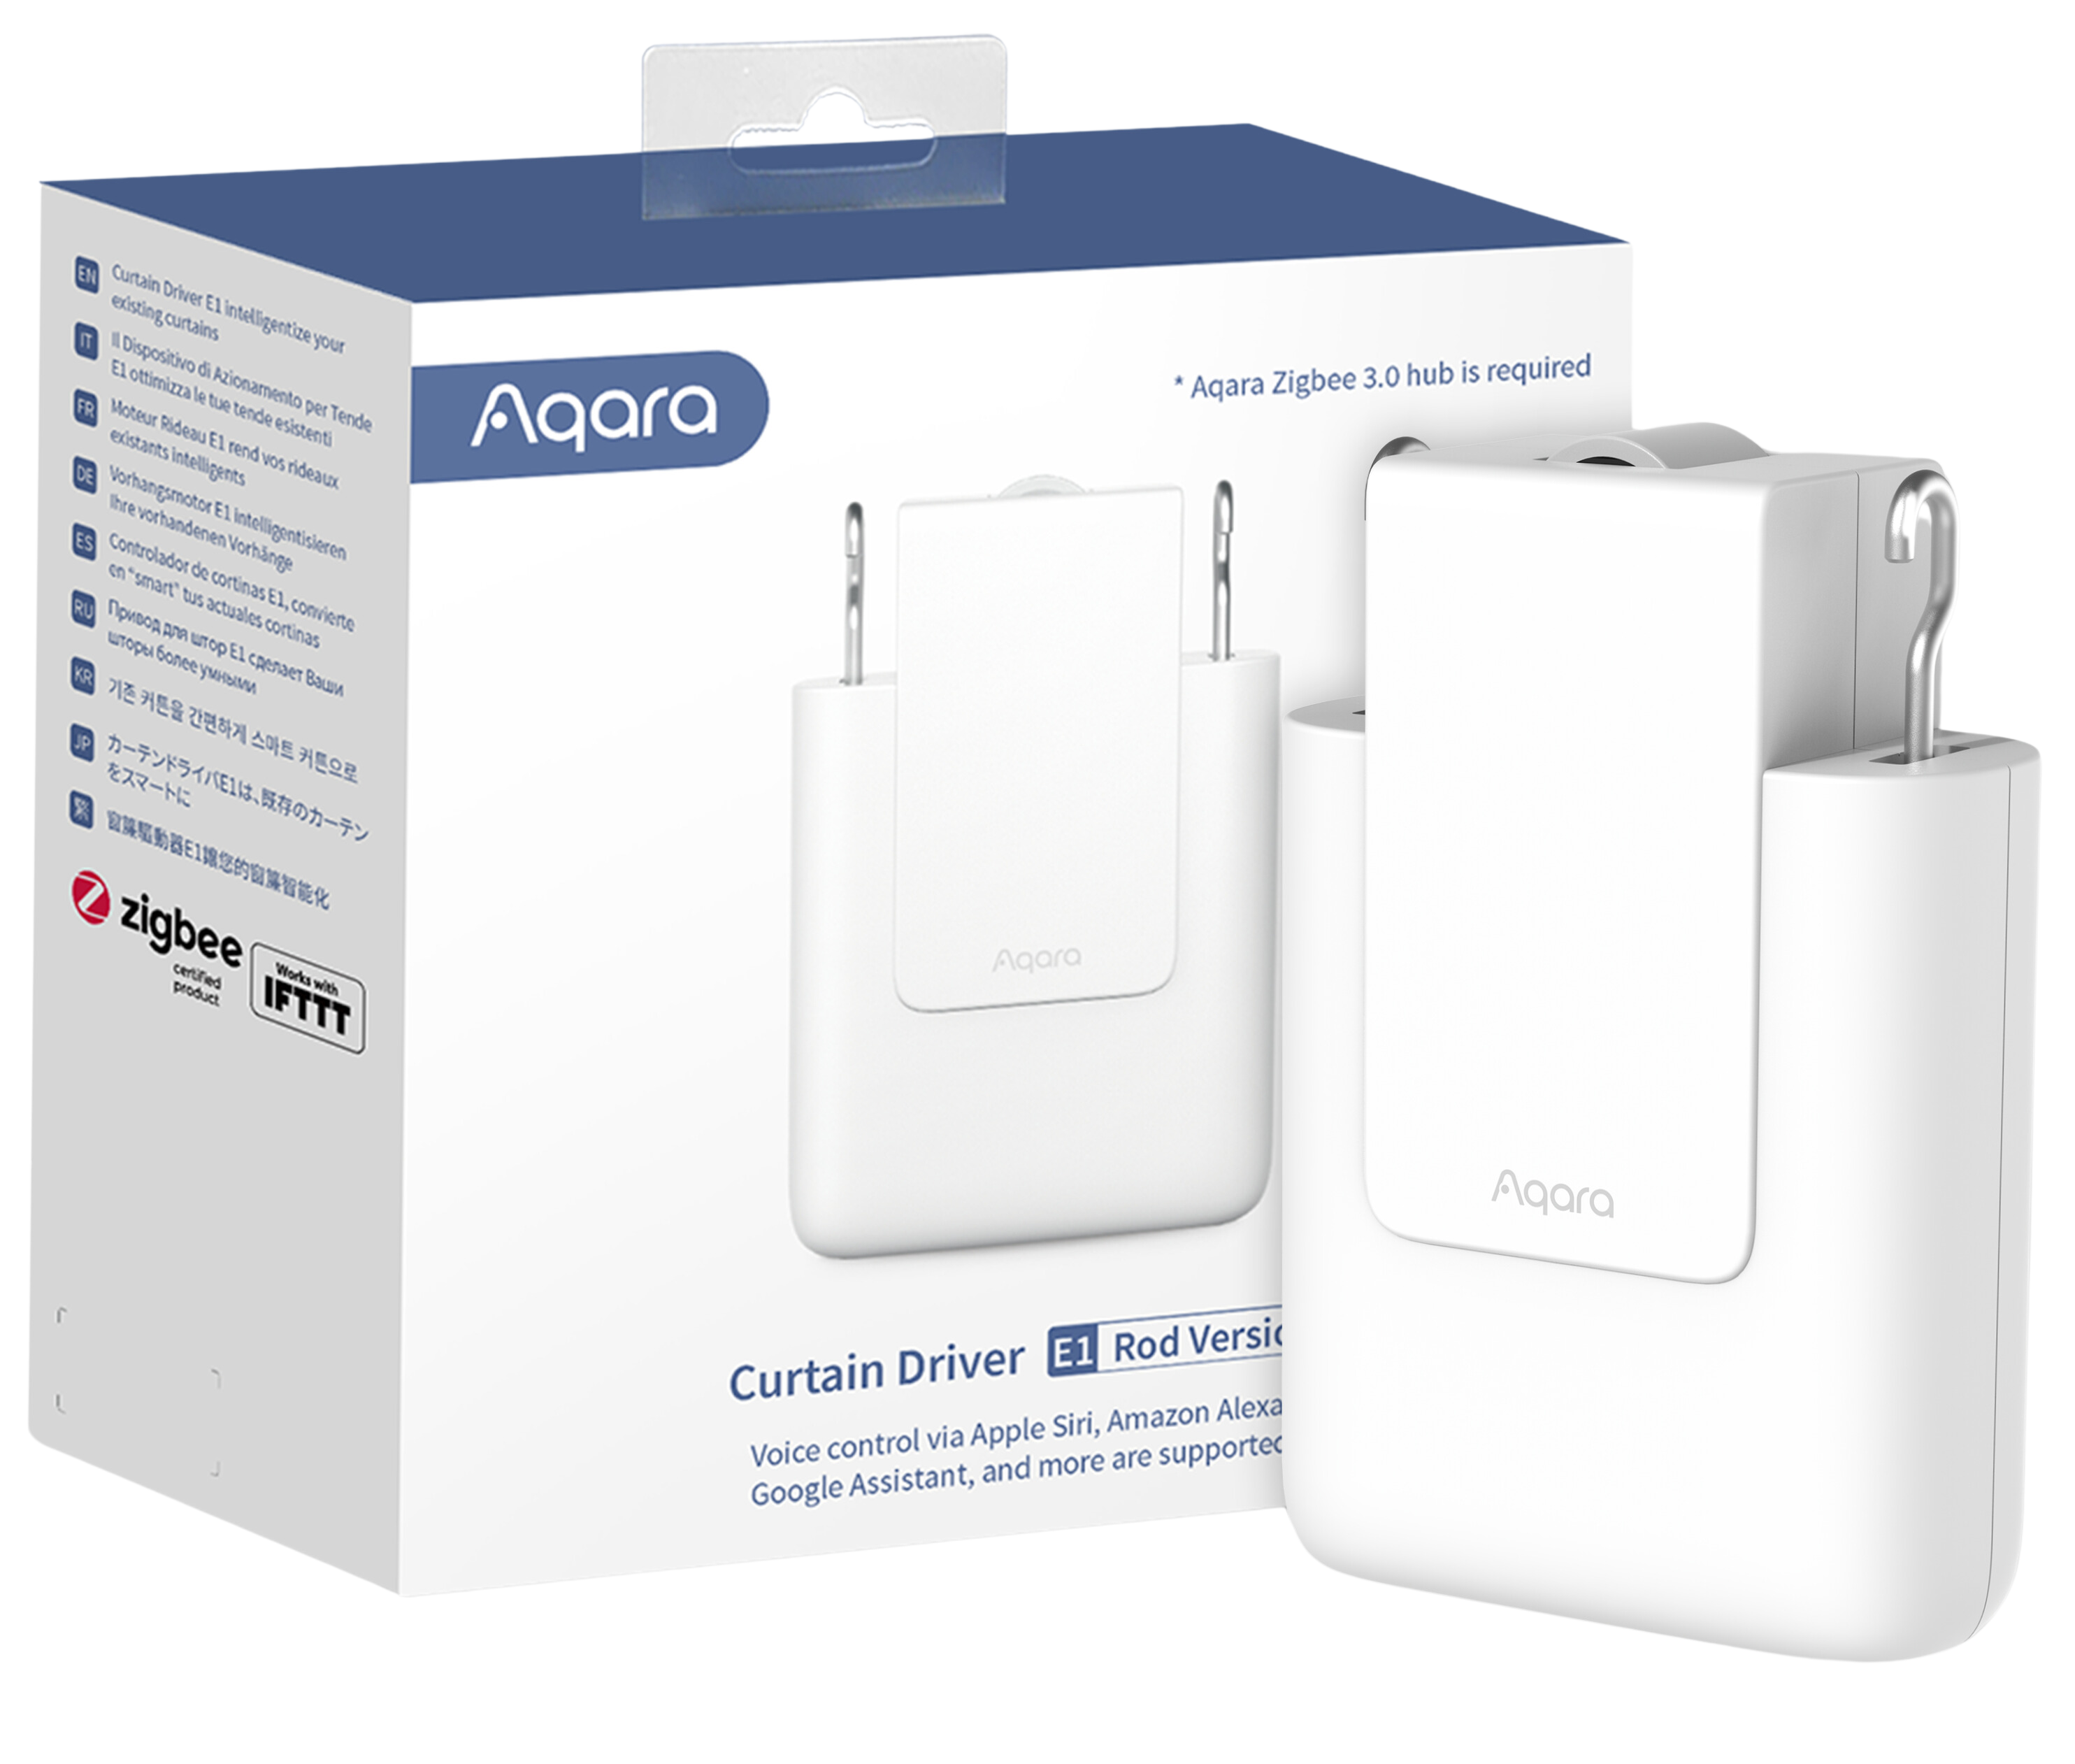 EN Curtain Driver E1 intelligentize your
existing curtains
IT Il Dispositivo di Azionamento per Tende
E1 ottimizza le tue tende esistenti
FR Moteur Rideau E1 rend vos rideaux
existants intelligents
DE Vorhangsmotor E1 intelligentisieren
Ihre vorhandenen Vorhänge
ES Controlador de cortinas E1, convierte
en “smart” tus actuales cortinas
RU Привод для штор E1 сделает Ваши
шторы более умными
KR 기존 커튼을 간편하게 스마트 커튼으로
JP カーテンドライバE1は、既存のカーテン
をスマートに
繁 窗簾驅動器E1讓您的窗簾智能化
zigbee
certified
product
Works with
IFTTT
Aqara
* Aqara Zigbee 3.0 hub is required
Aqara
Curtain Driver E1 Rod Versio
Voice control via Apple Siri, Amazon Alexa
Google Assistant, and more are supported
Aqara